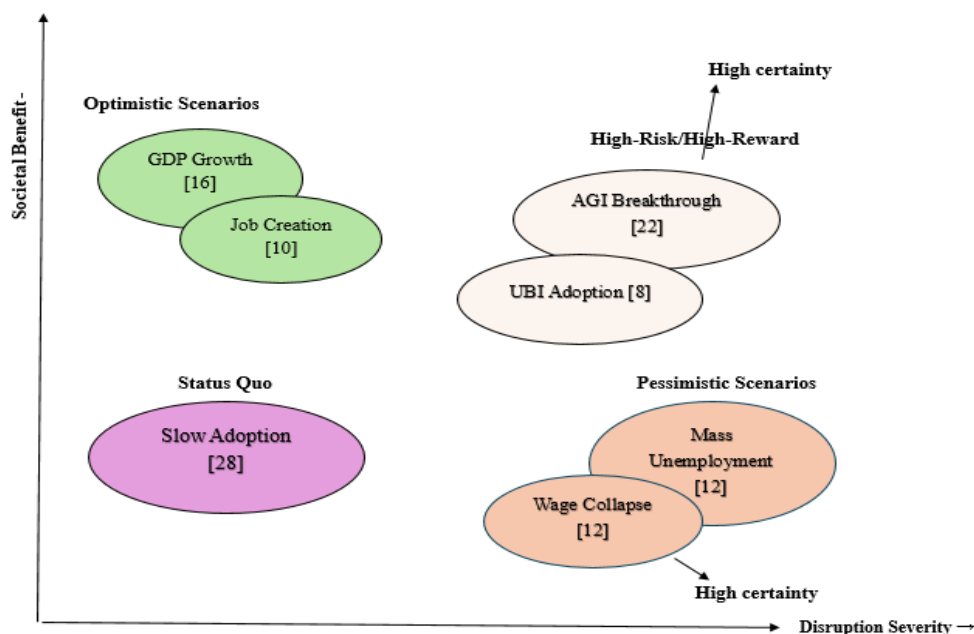 Societal Benefit -
High certainty
Optimistic Scenarios
High-Risk/High-Reward
GDP Growth
[16]
Job Creation
[10]
AGI Breakthrough
[22]
UBI Adoption [8]
Status Quo
Slow Adoption
[28]
Pessimistic Scenarios
Mass
Unemployment
[12]
Wage Collapse
[12]
High certainty
Disruption Severity →